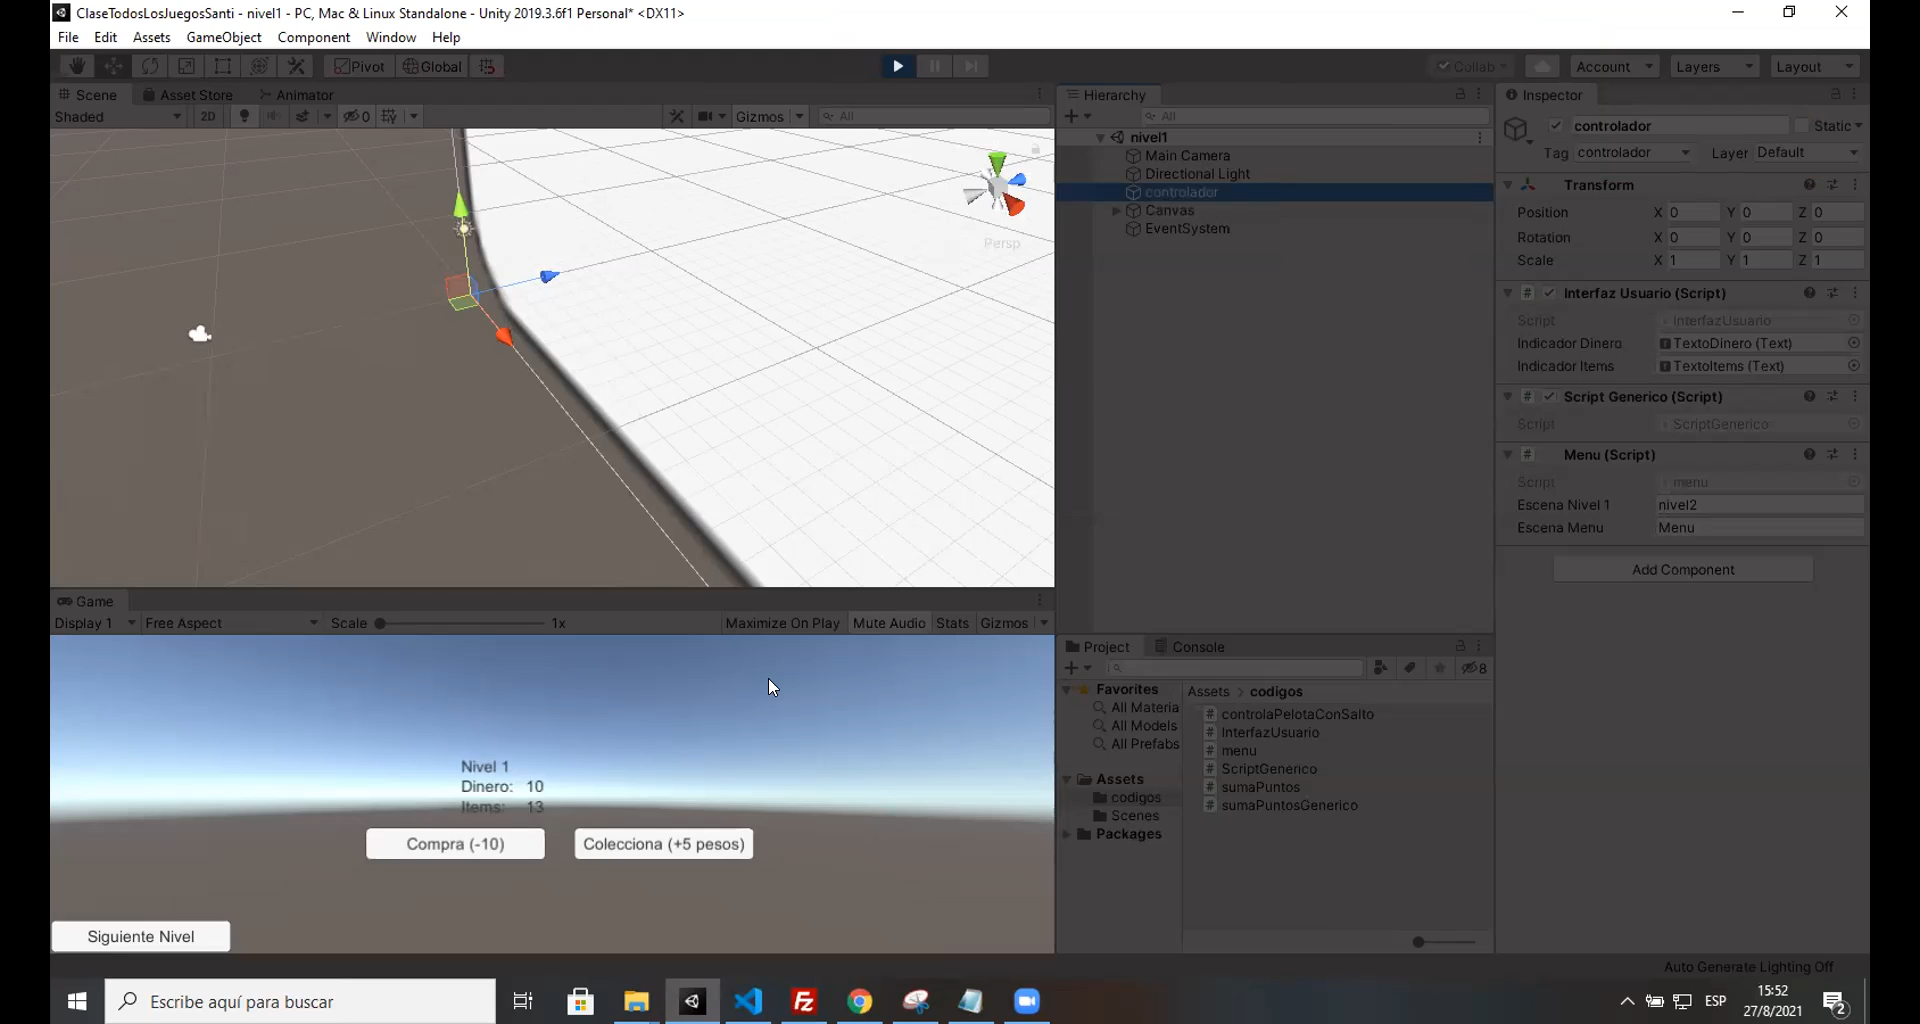 ClaseTodosLosJuegosSanti - nivel1 - PC, Mac & Linux Standalone - Unity 2019.3.6f1 Personal* <DX11>
File Edit Assets GameObject Component Window Help
Pivot Global Collab Account Layers Layout
Scene Asset Store Animator
Shaded 2D 0 Gizmos All
Persp
Hierarchy
All
nivel1
Main Camera
Directional Light
controlador
Canvas
EventSystem
Inspector
controlador Static
Tag controlador Layer Default
Transform
Position X 0 Y 0 Z 0
Rotation X 0 Y 0 Z 0
Scale X 1 Y 1 Z 1
Interfaz Usuario (Script)
Script InterfazUsuario
Indicador Dinero TextoDinero (Text)
Indicador Items TextoItems (Text)
Script Generico (Script)
Script ScriptGenerico
Menu (Script)
Script menu
Escena Nivel 1 nivel2
Escena Menu Menu
Add Component
Game
Display 1 Free Aspect Scale 1x Maximize On Play Mute Audio Stats Gizmos
Nivel 1
Dinero: 10
Items: 13
Compra (-10) Colecciona (+5 pesos)
Siguiente Nivel
Project Console
8
Favorites
All Materia
All Models
All Prefabs
Assets
codigos
Scenes
Packages
Assets > codigos
controlaPelotaConSalto
InterfazUsuario
menu
ScriptGenerico
sumaPuntos
sumaPuntosGenerico
Auto Generate Lighting Off
Escribe aquí para buscar
ESP
15:52
27/8/2021
2